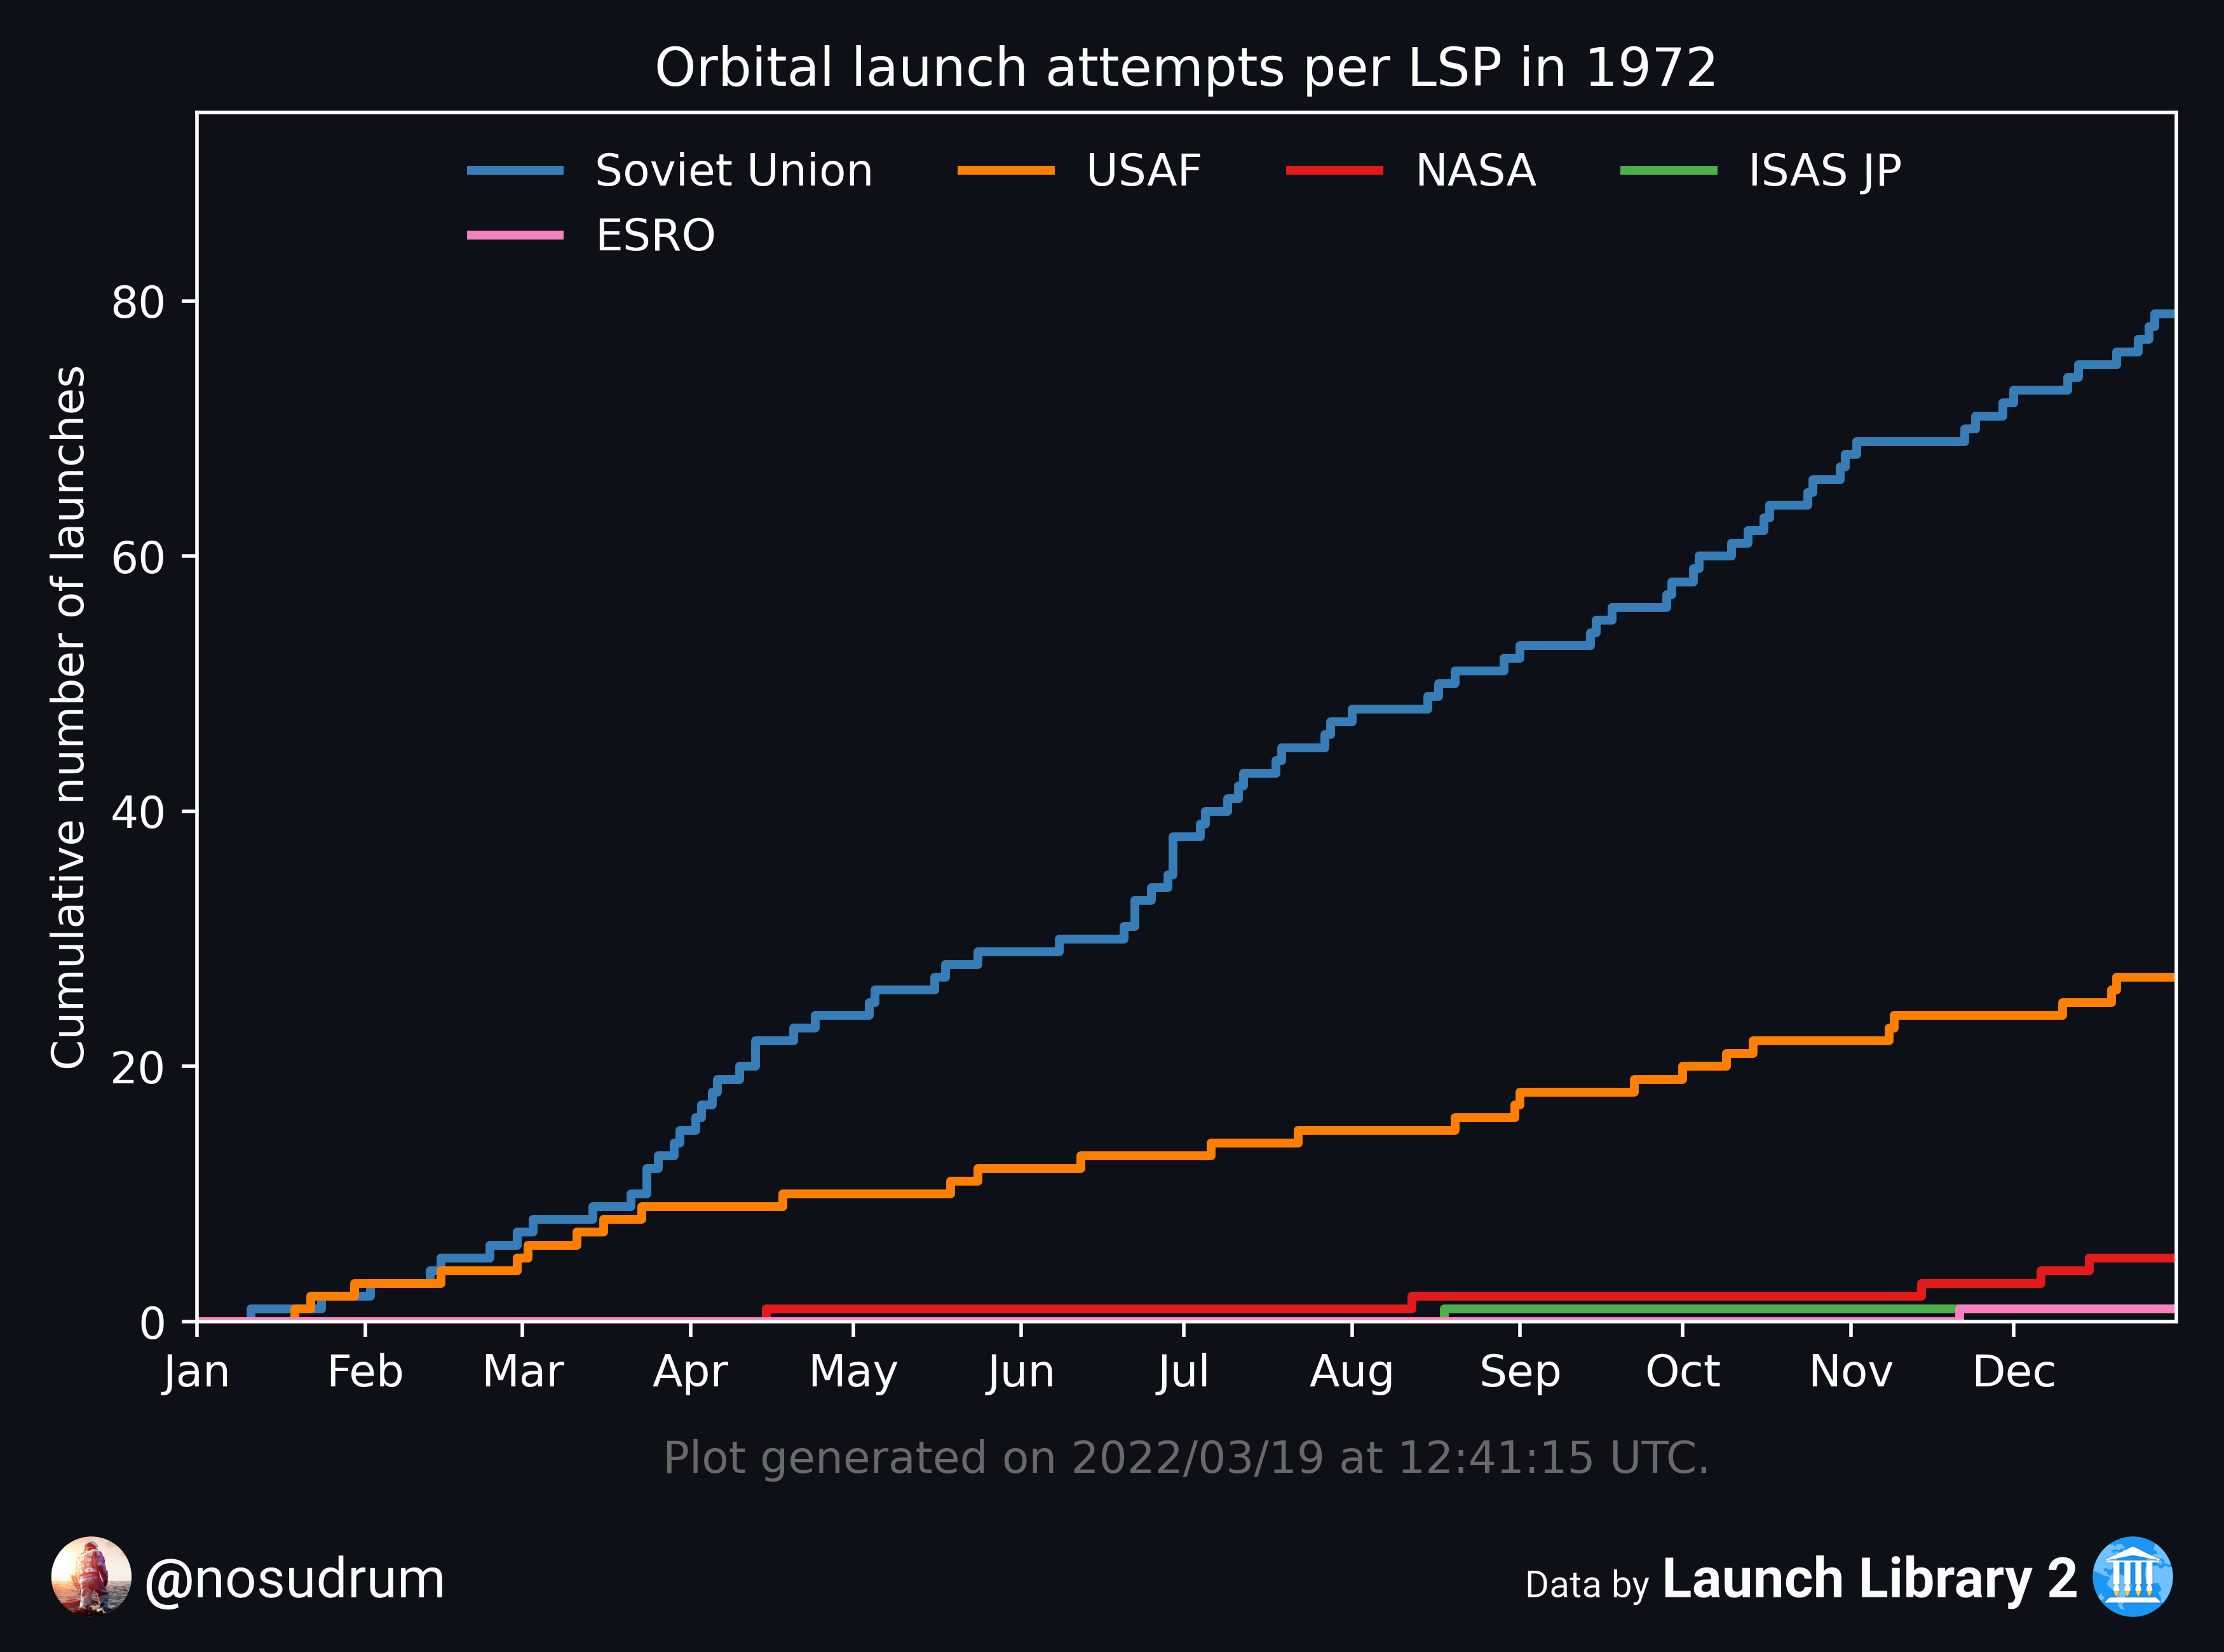 Orbital launch attempts per LSP in 1972
Soviet Union USAF NASA ISAS JP
ESRO
Cumulative number of launches
80
60
40
20
0
Jan Feb Mar Apr May Jun Jul Aug Sep Oct Nov Dec
Plot generated on 2022/03/19 at 12:41:15 UTC.
@nosudrum
Data by Launch Library 2